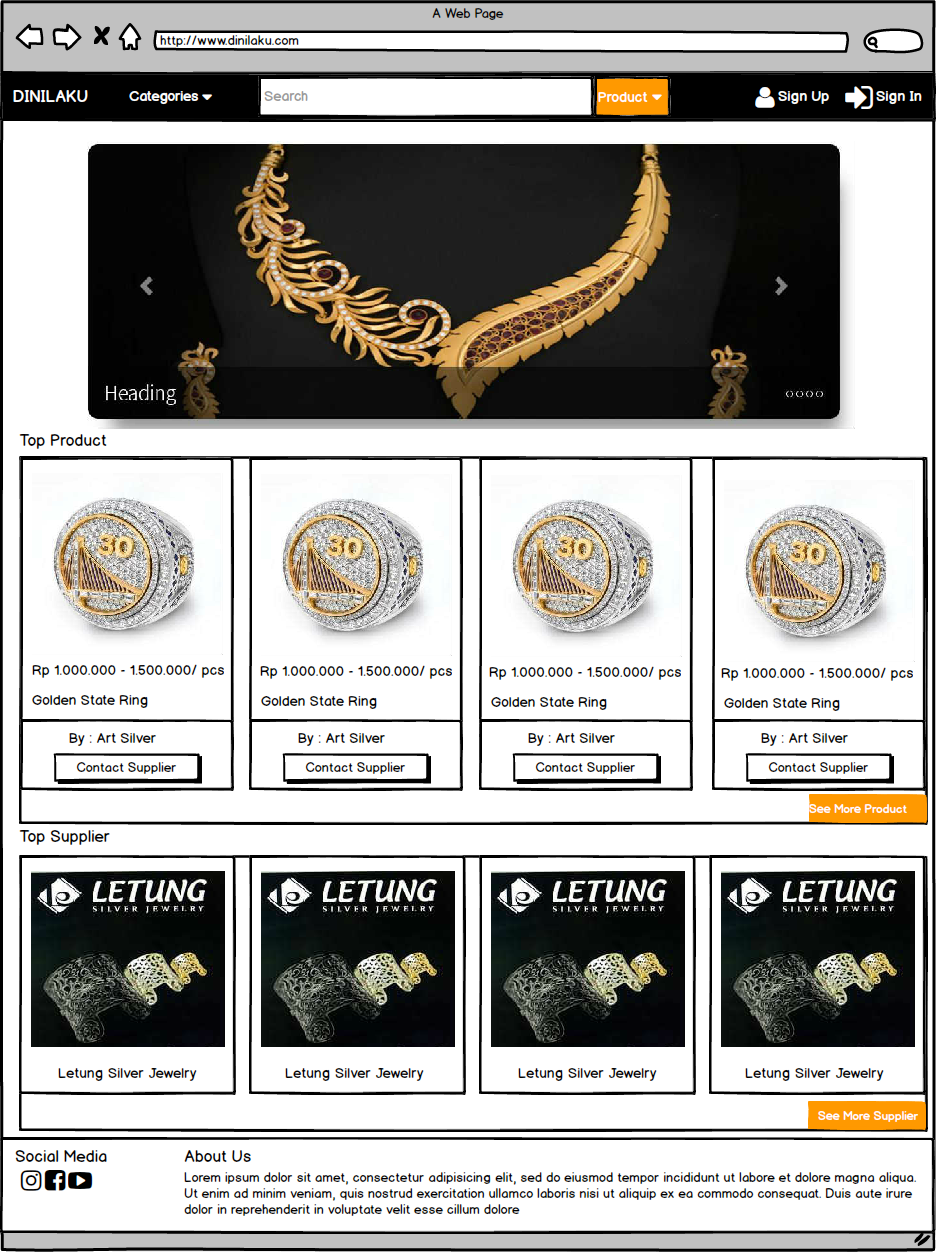 A Web Page
http://www.dinilaku.com
DINILAKU Categories Search Product Sign Up Sign In
Heading
Top Product
30 30 30 30
Rp 1.000.000 - 1.500.000/ pcs Rp 1.000.000 - 1.500.000/ pcs Rp 1.000.000 - 1.500.000/ pcs Rp 1.000.000 - 1.500.000/ pcs
Golden State Ring Golden State Ring Golden State Ring Golden State Ring
By : Art Silver By : Art Silver By : Art Silver By : Art Silver
Contact Supplier Contact Supplier Contact Supplier Contact Supplier
See More Product
Top Supplier
LETUNG LETUNG LETUNG LETUNG
SILVER JEWELRY SILVER JEWELRY SILVER JEWELRY SILVER JEWELRY
Letung Silver Jewelry Letung Silver Jewelry Letung Silver Jewelry Letung Silver Jewelry
See More Supplier
Social Media
About Us
Lorem ipsum dolor sit amet, consectetur adipisicing elit, sed do eiusmod tempor incididunt ut labore et dolore magna aliqua.
Ut enim ad minim veniam, quis nostrud exercitation ullamco laboris nisi ut aliquip ex ea commodo consequat. Duis aute irure
dolor in reprehenderit in voluptate velit esse cillum dolore